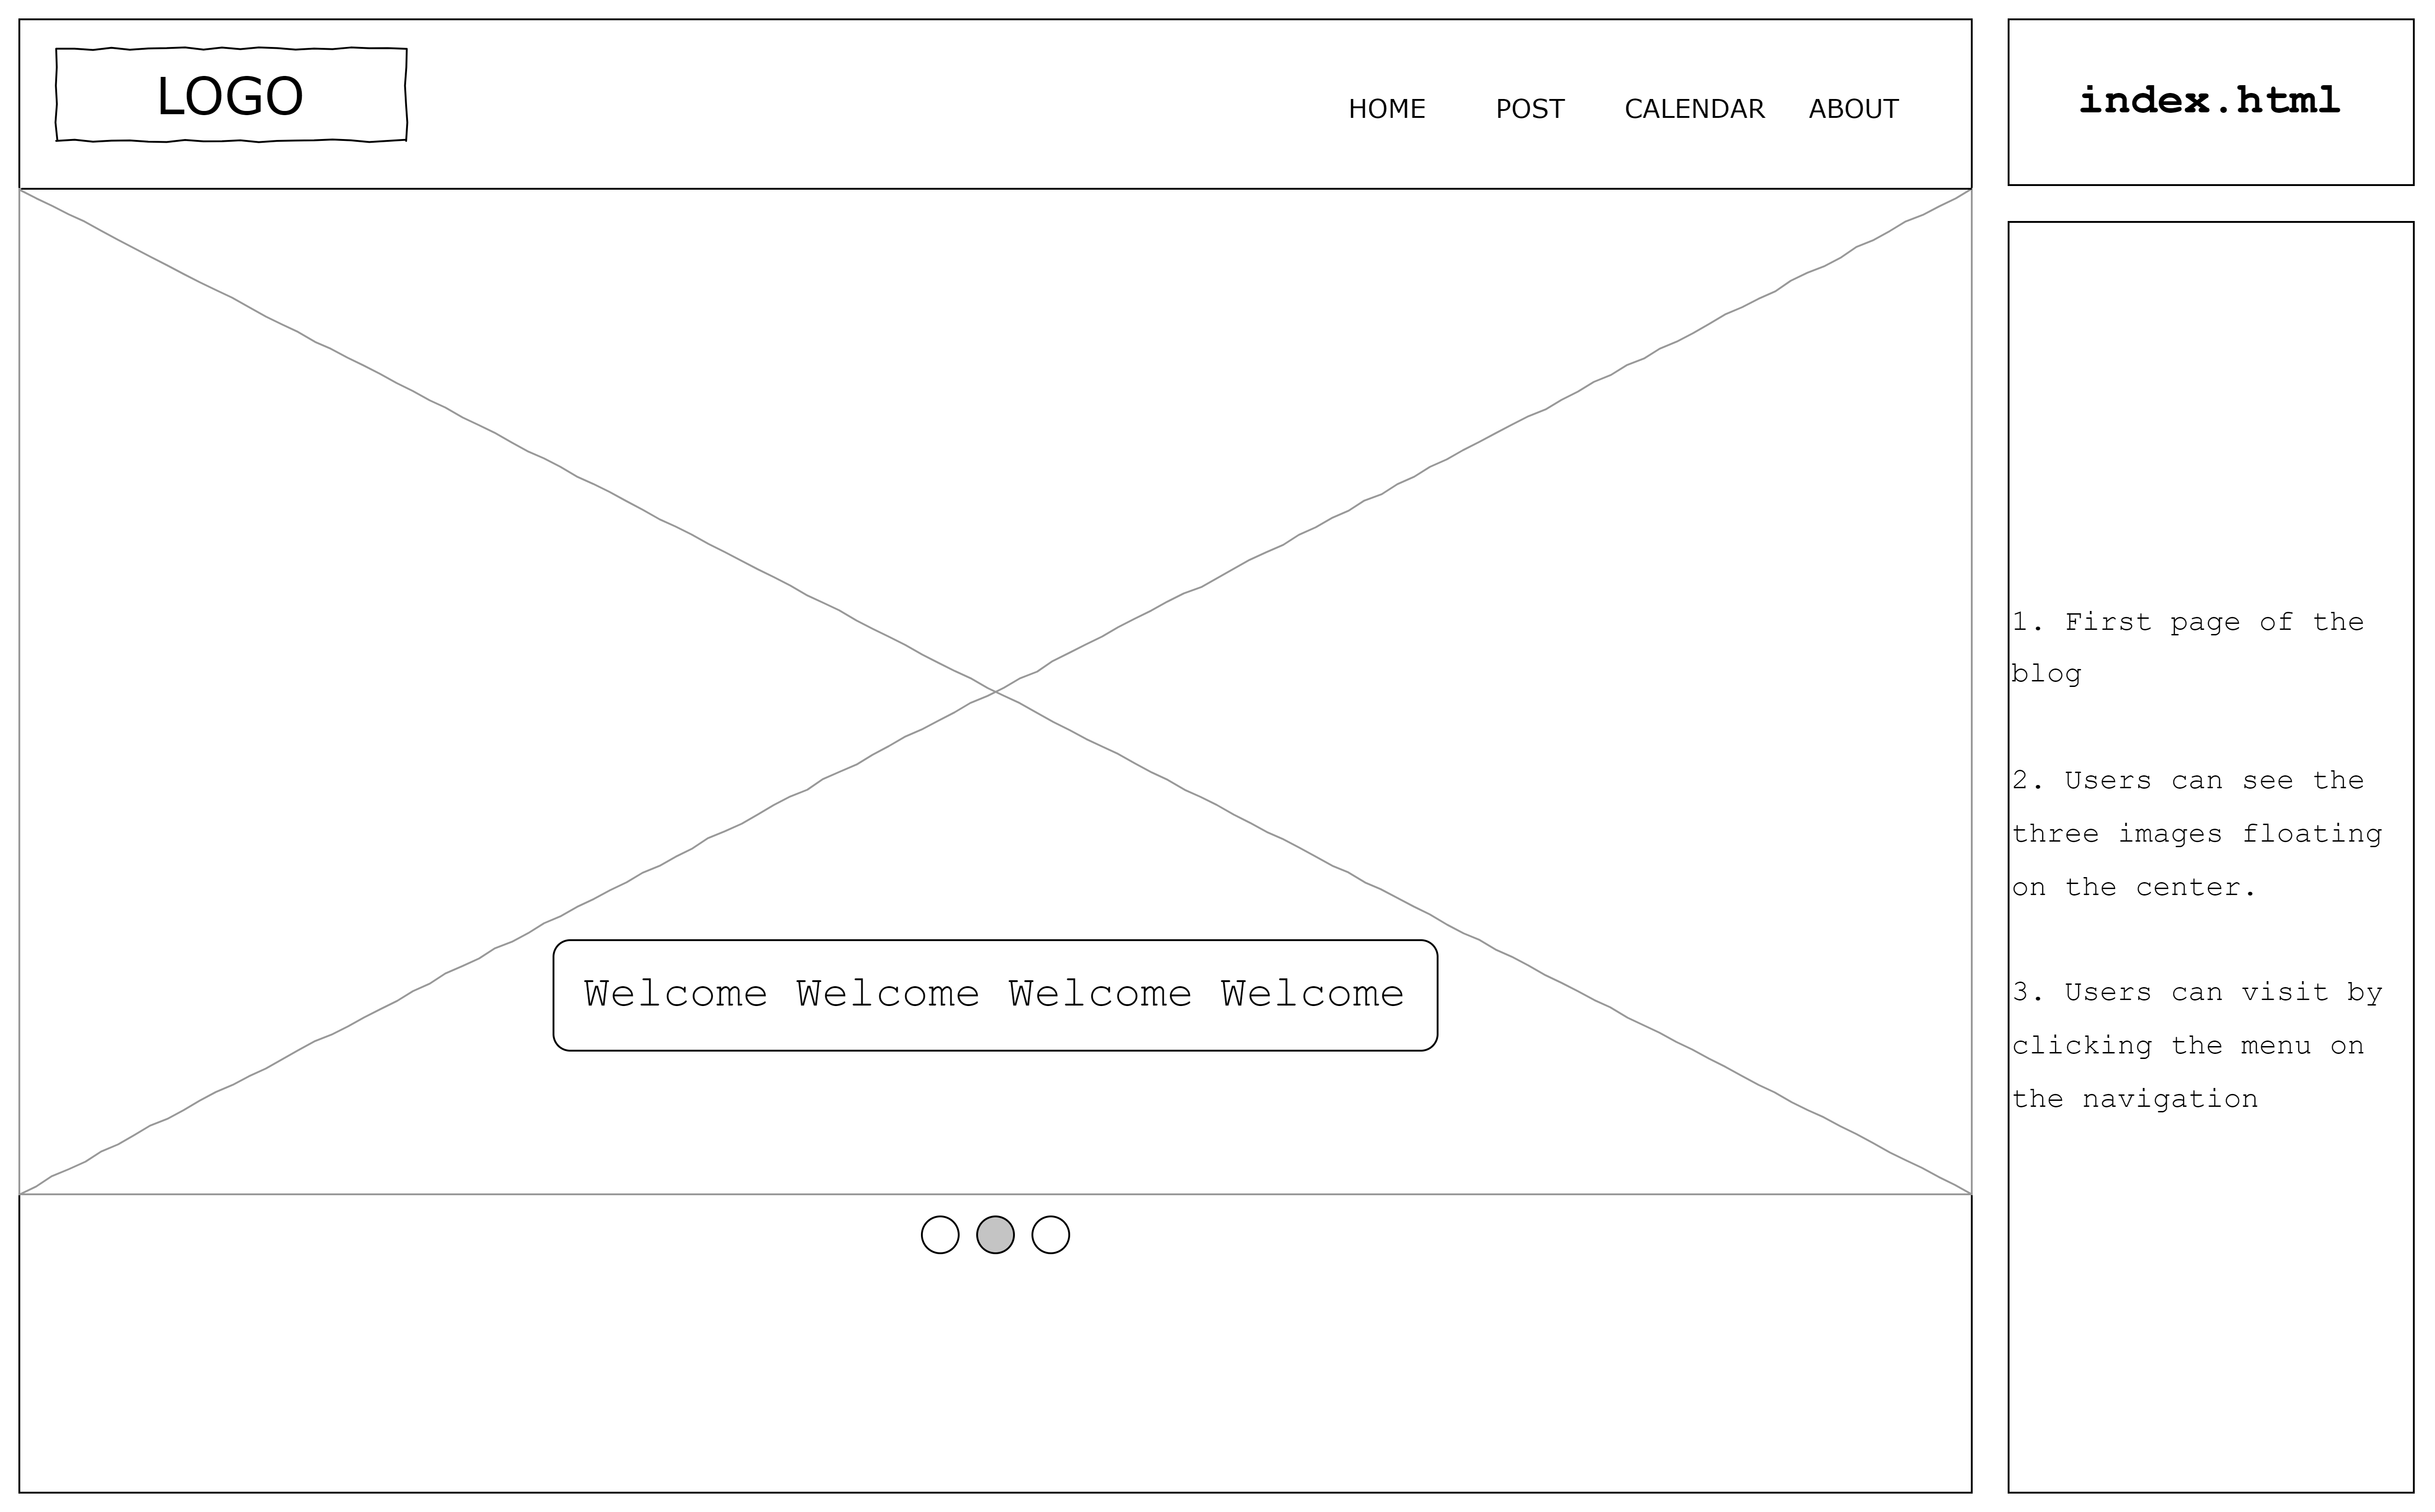 LOGO
HOME POST CALENDAR ABOUT
Welcome Welcome Welcome Welcome
index.html
1. First page of the
blog
2. Users can see the
three images floating
on the center.
3. Users can visit by
clicking the menu on
the navigation